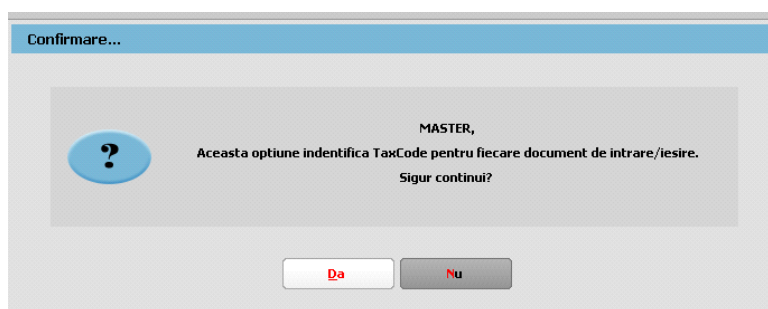 Confirmare...
?
MASTER,
Aceasta optiune indentifica TaxCode pentru fiecare document de intrare/iesire.
Sigur continui?
Da
Nu